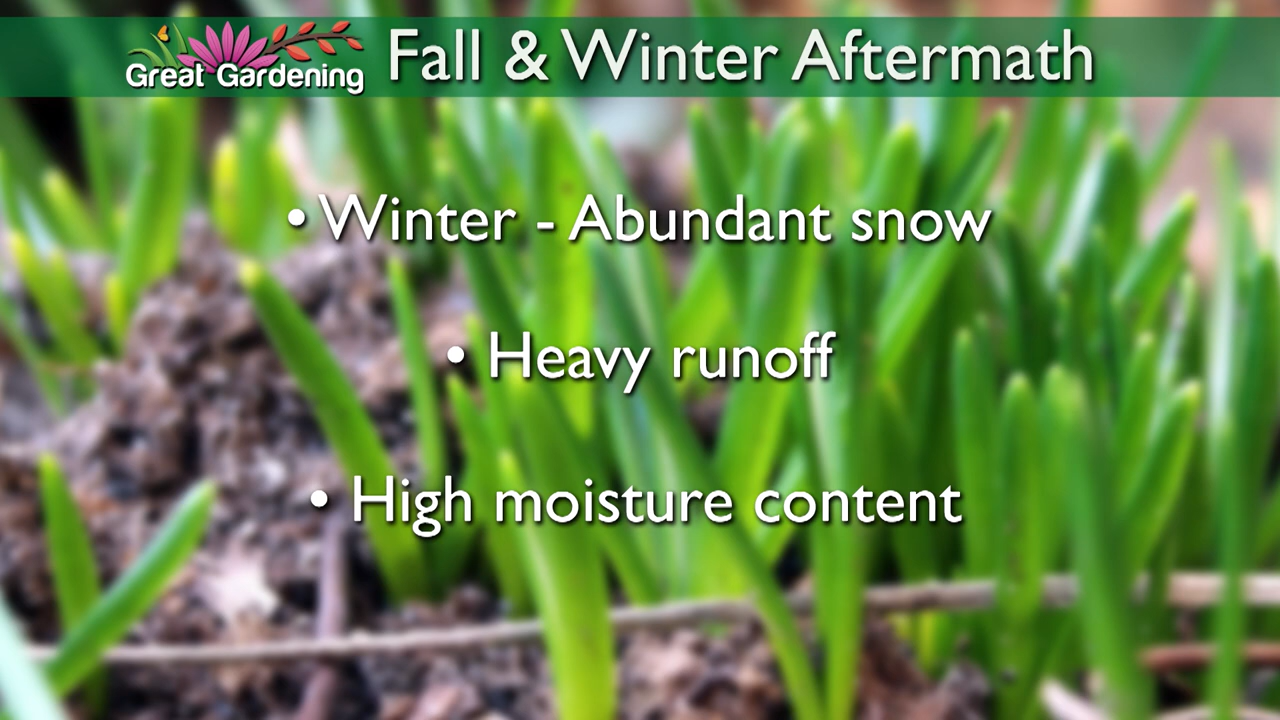 Great Gardening Fall & Winter Aftermath
• Winter - Abundant snow
• Heavy runoff
• High moisture content